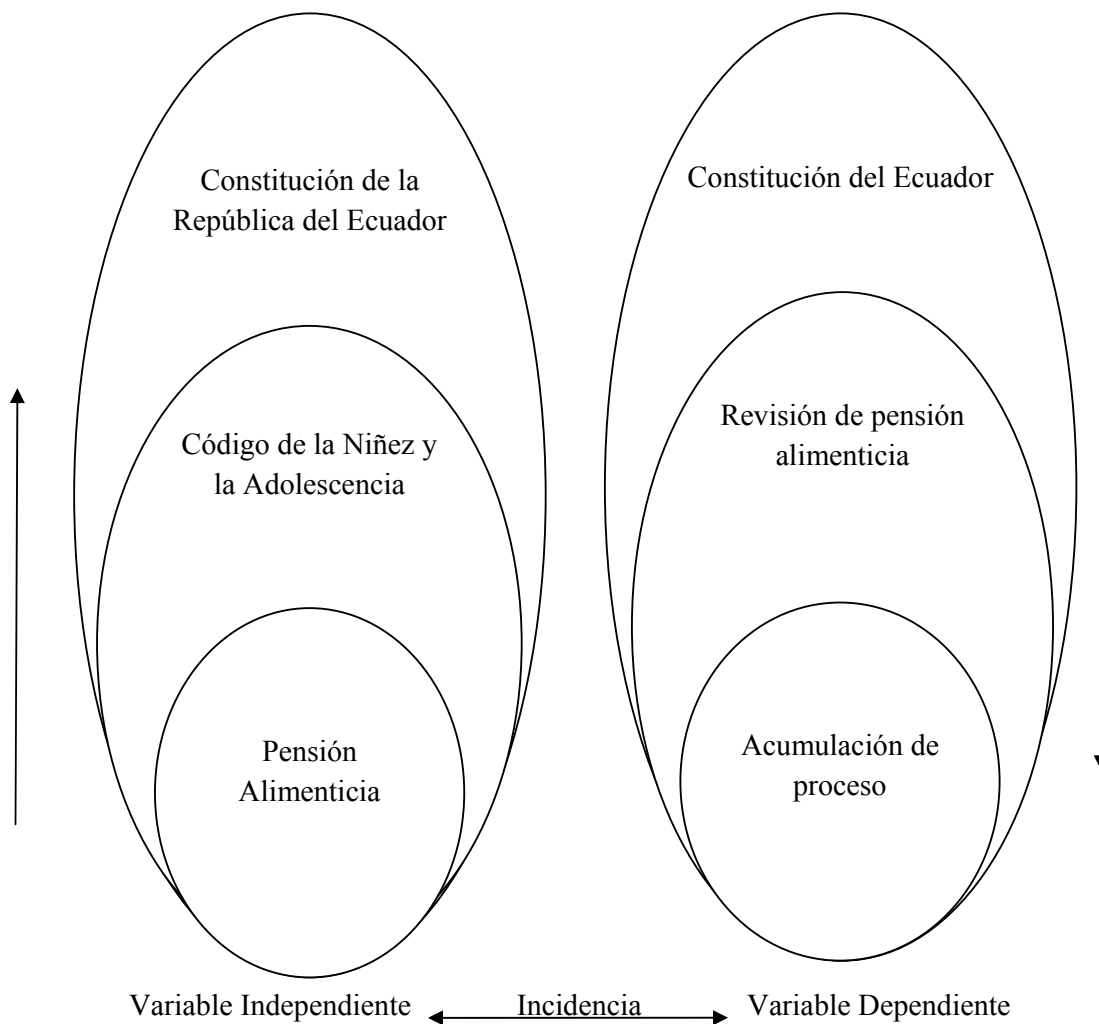 Constitución de la
República del Ecuador
Código de la Niñez y
la Adolescencia
Pensión
Alimenticia
Constitución del Ecuador
Revisión de pensión
alimenticia
Acumulación de
proceso
Variable Independiente Incidencia Variable Dependiente